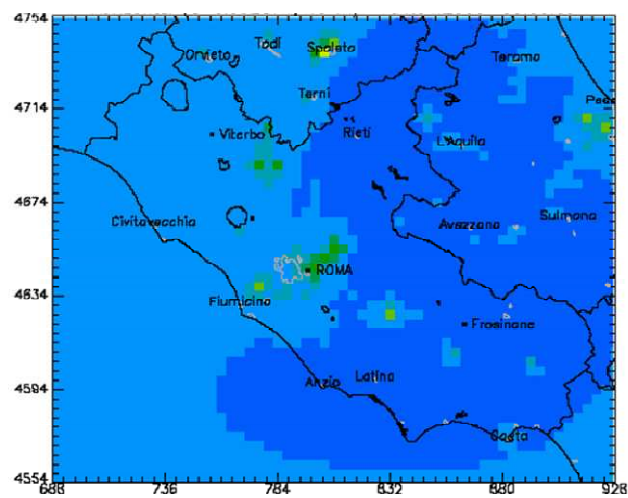 4754
Todi
Spoleto
Orvieto
Teramo
Terni
4714
Viterbo
Rieti
L'Aquila
4674
Civitavecchia
Avezzano
Sulmona
ROMA
4634
Fiumicino
Frosinone
4594
Anzio
Latina
Gaeta
4554
688 736 784 832 880 928